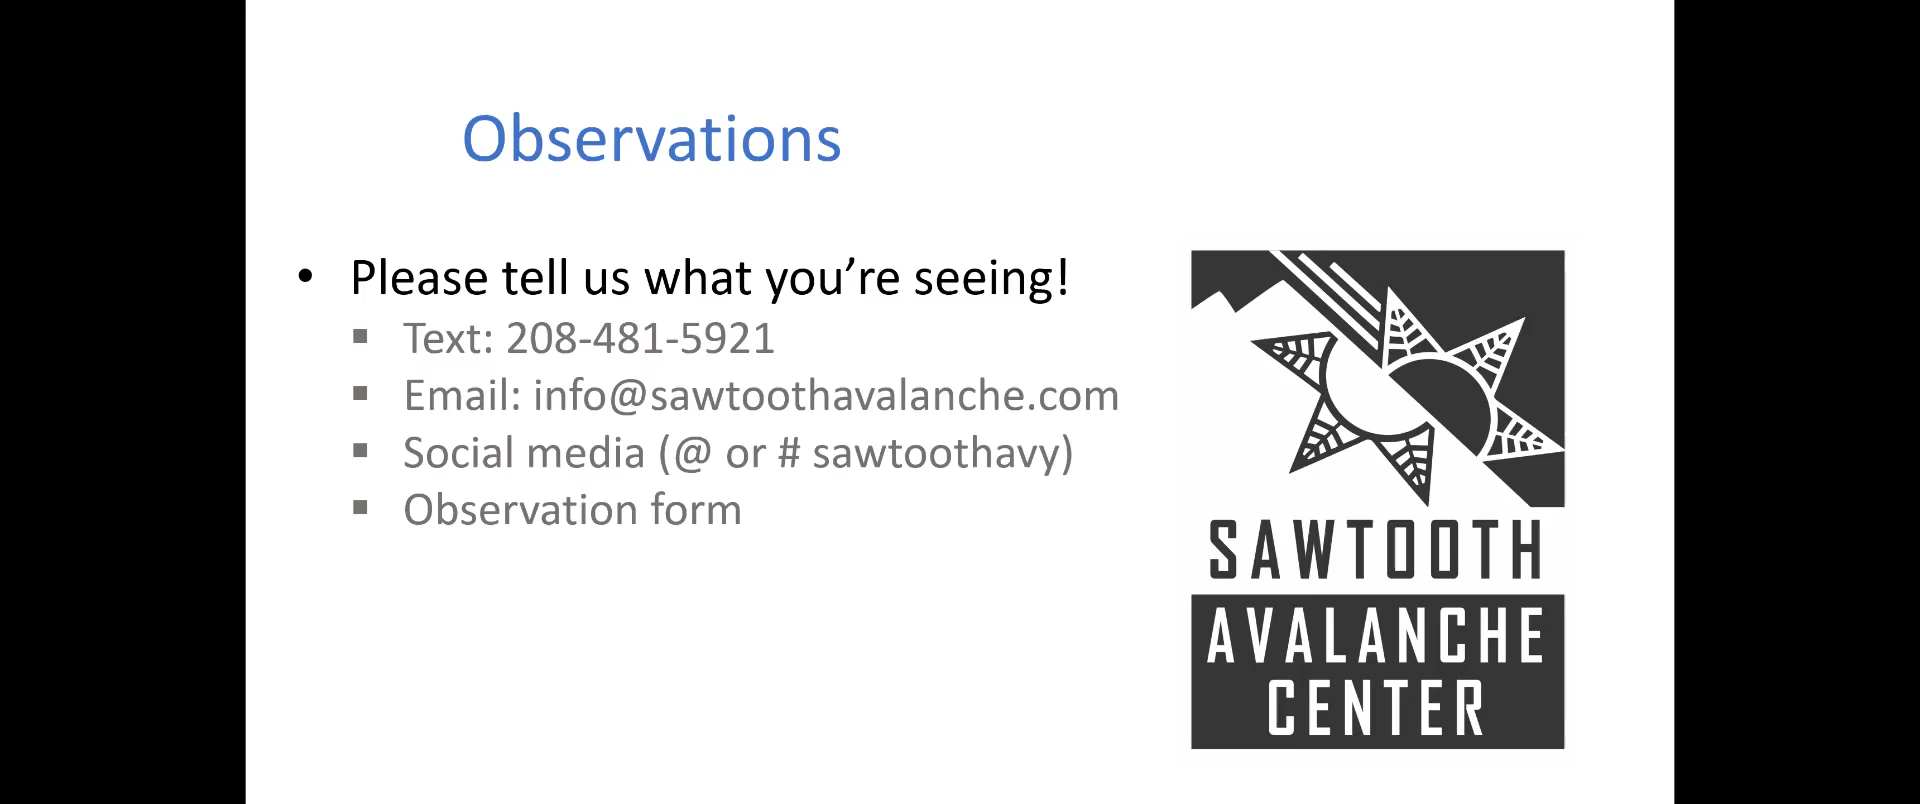 Observations
• Please tell us what you’re seeing!
▪ Text: 208-481-5921
▪ Email: info@sawtoothavalanche.com
▪ Social media (@ or # sawtoothavy)
▪ Observation form
SAWTOOTH
AVALANCHE
CENTER